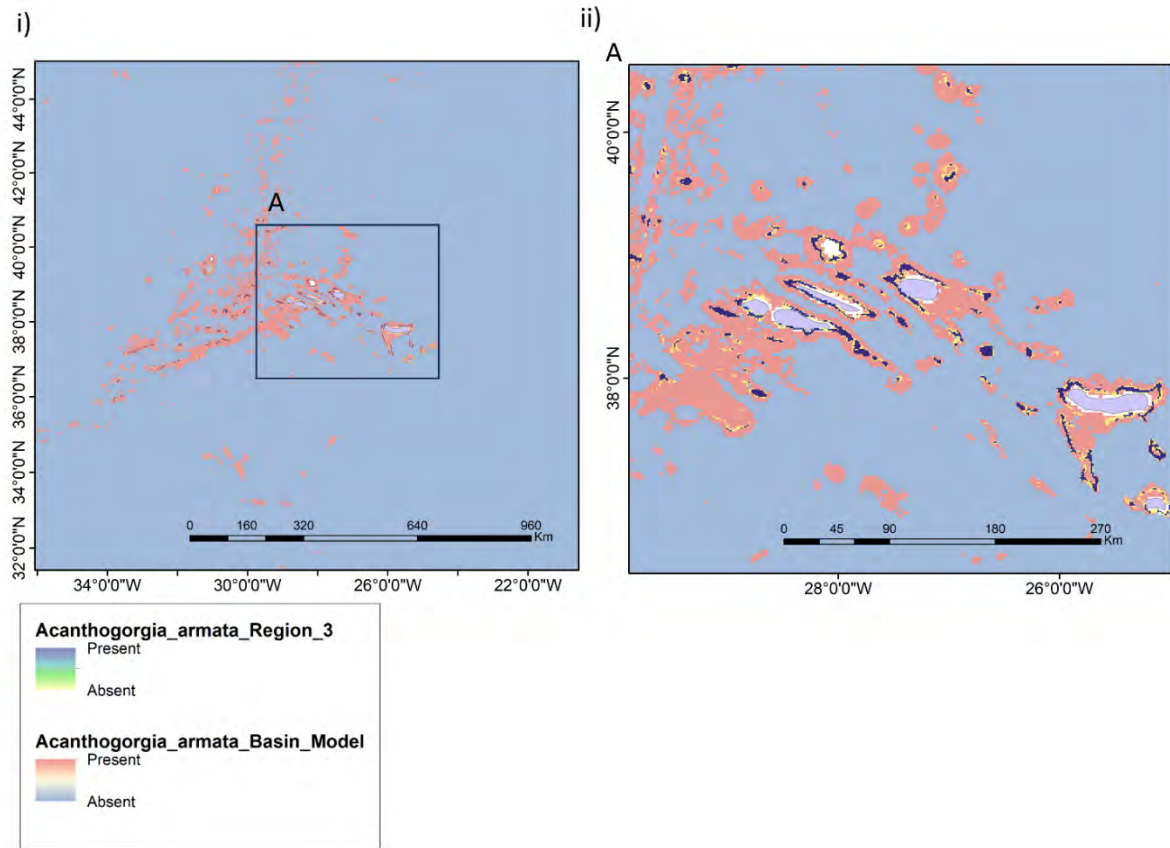 i)
ii)
A
A
44°0'0"N
42°0'0"N
40°0'0"N
38°0'0"N
36°0'0"N
34°0'0"N
32°0'0"N
0 160 320 640 960
Km
34°0'0"W 30°0'0"W 26°0'0"W 22°0'0"W
40°0'0"N
38°0'0"N
0 45 90 180 270
Km
28°0'0"W 26°0'0"W
Acanthogorgia_armata_Region_3
Present
Absent
Acanthogorgia_armata_Basin_Model
Present
Absent